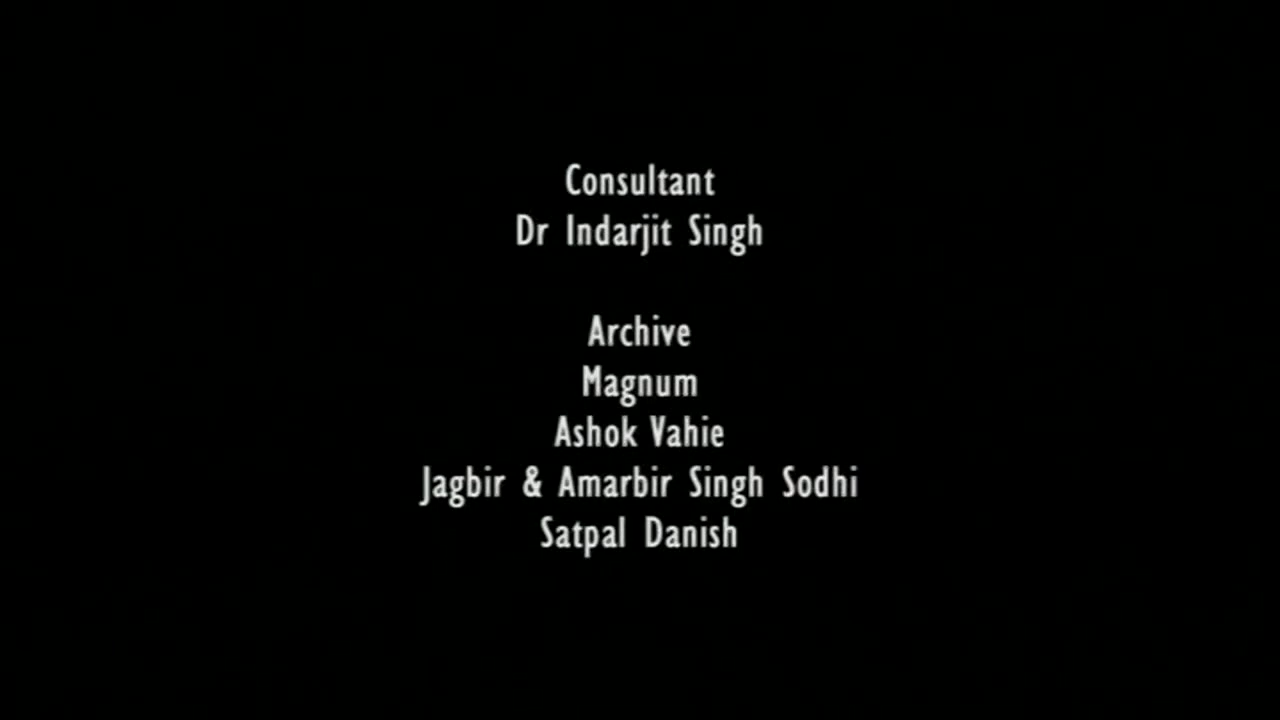 Consultant
Dr Indarjit Singh
Archive
Magnum
Ashok Vahie
Jagbir & Amarbir Singh Sodhi
Satpal Danish